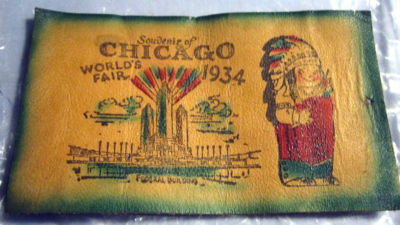 Souvenir of
CHICAGO
WORLD'S
FAIR 1934
FEDERAL BUILDING